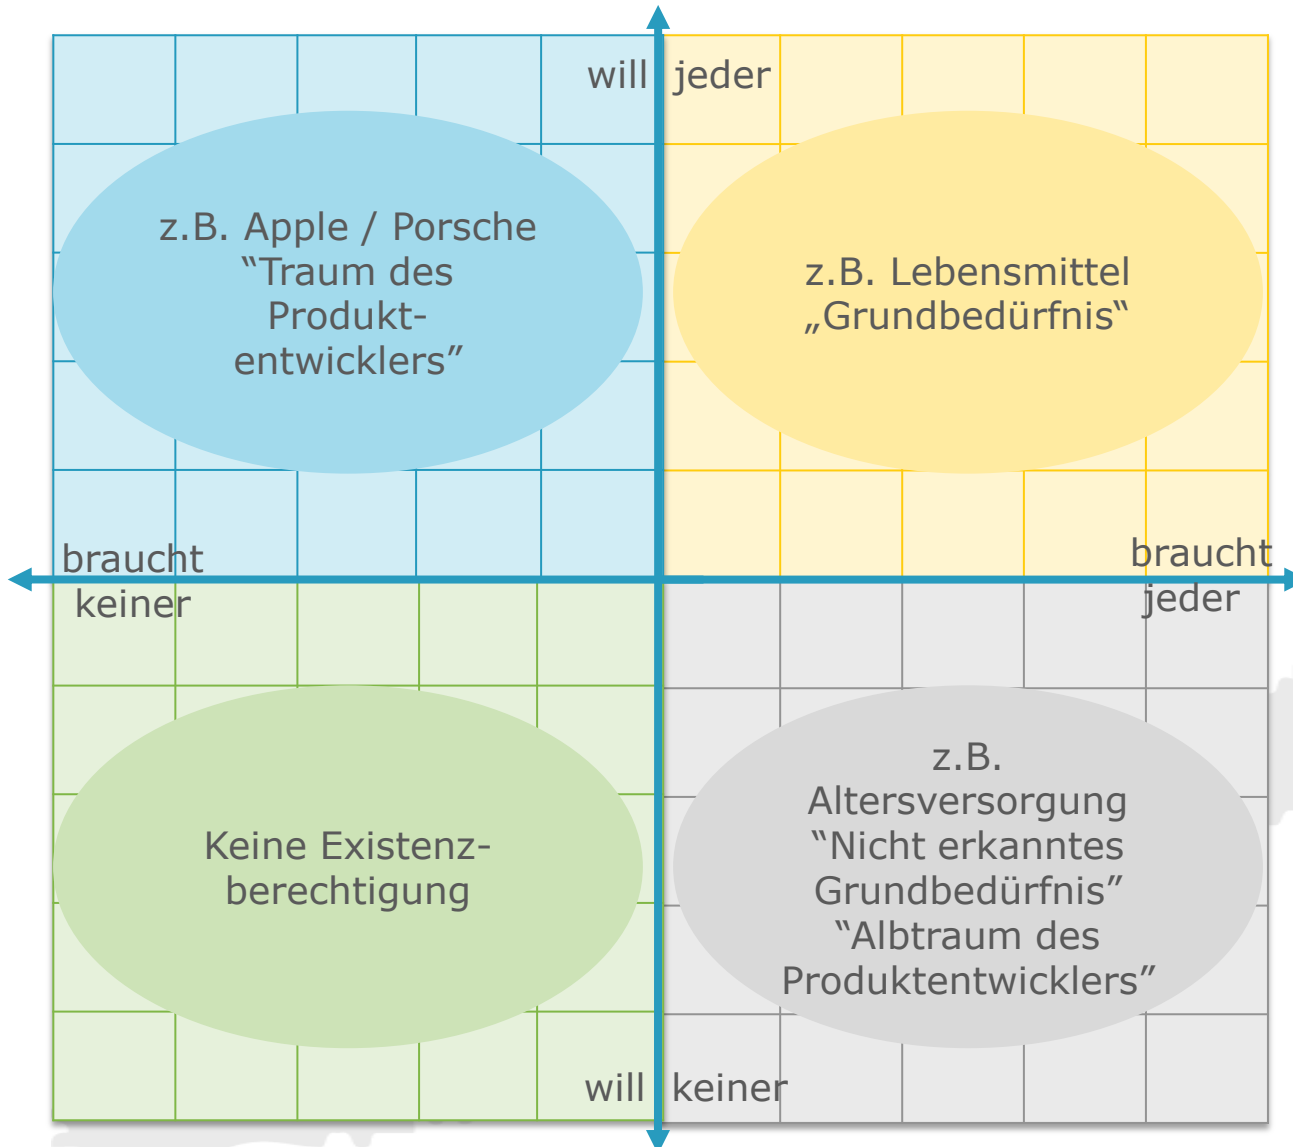 will jeder
z.B. Apple / Porsche
“Traum des
Produkt-
entwicklers”
z.B. Lebensmittel
„Grundbedürfnis“
braucht
keiner
braucht
jeder
Keine Existenz-
berechtigung
z.B.
Altersversorgung
“Nicht erkanntes
Grundbedürfnis”
“Albtraum des
Produktentwicklers”
will keiner